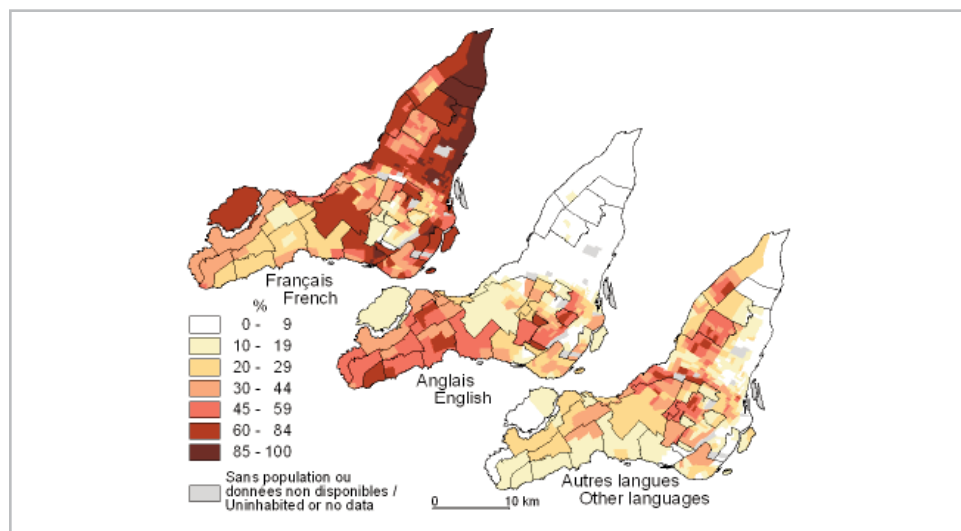 Français
French
%
0 - 9
10 - 19
20 - 29
30 - 44
45 - 59
60 - 84
85 - 100
Sans population ou
données non disponibles /
Uninhabited or no data
Anglais
English
0 10 km
Autres langues
Other languages